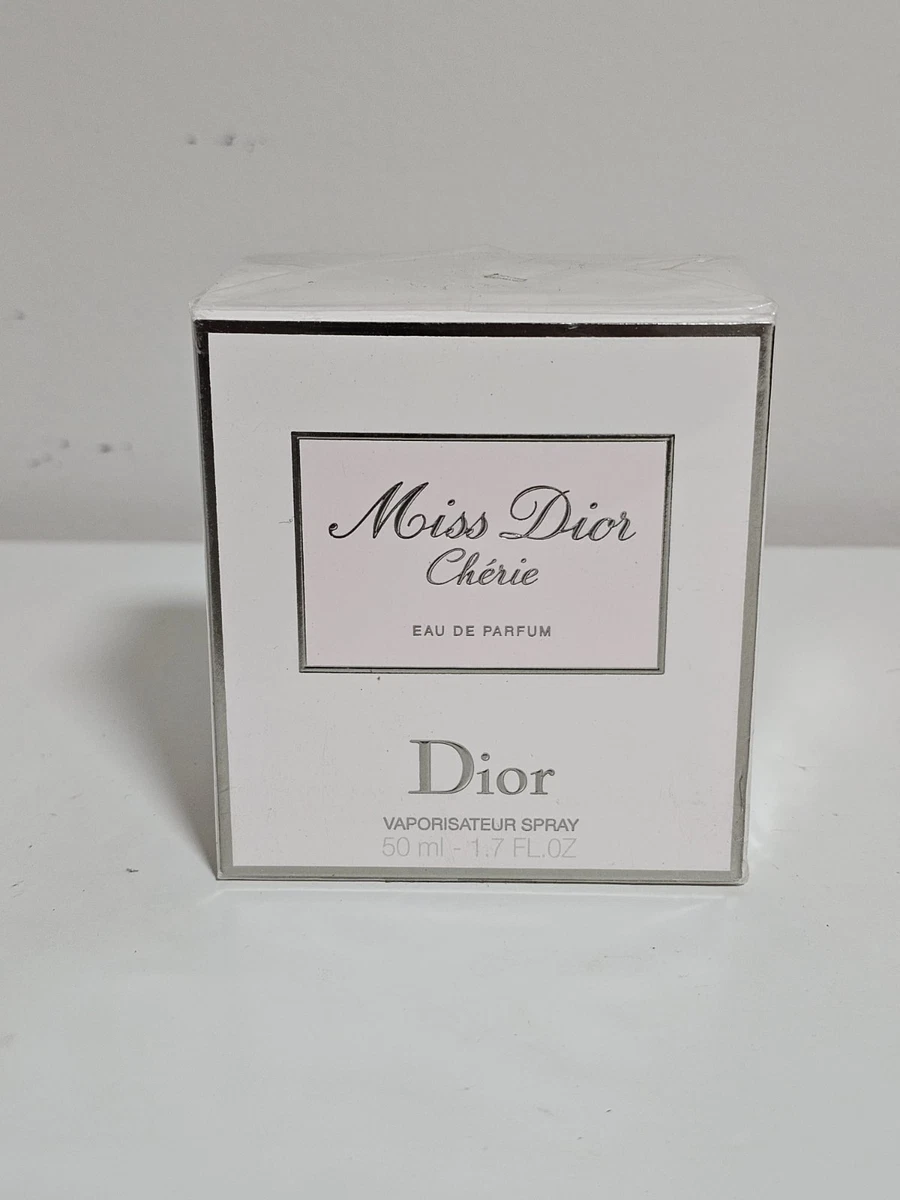 Miss Dior
Chérie
EAU DE PARFUM
Dior
VAPORISATEUR SPRAY
50 ml - 1.7 FL.OZ